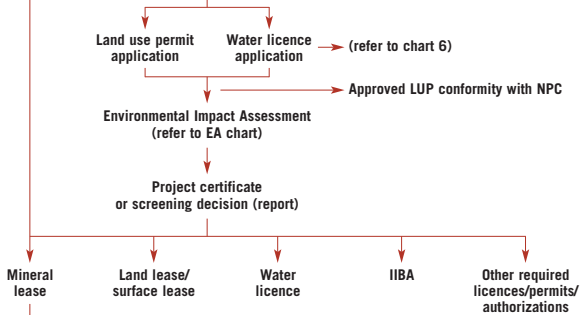 Land use permit
application
Water licence
application
(refer to chart 6)
Approved LUP conformity with NPC
Environmental Impact Assessment
(refer to EA chart)
Project certificate
or screening decision (report)
Mineral
lease
Land lease/
surface lease
Water
licence
IIBA
Other required
licences/permits/
authorizations